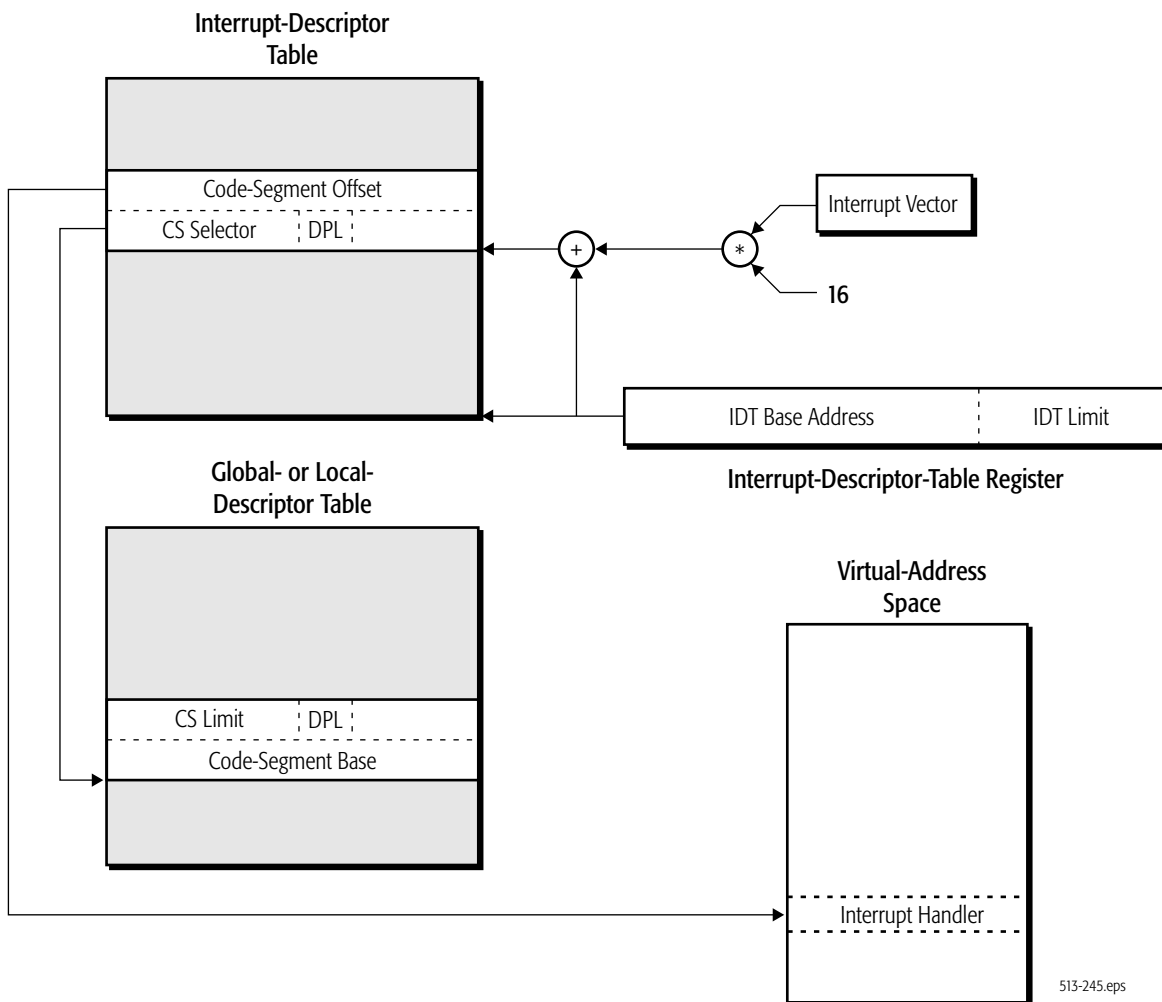 Interrupt-Descriptor
Table
Code-Segment Offset
CS Selector DPL
Interrupt Vector
+
*
16
IDT Base Address IDT Limit
Interrupt-Descriptor-Table Register
Global- or Local-
Descriptor Table
CS Limit DPL
Code-Segment Base
Virtual-Address
Space
Interrupt Handler
513-245.eps